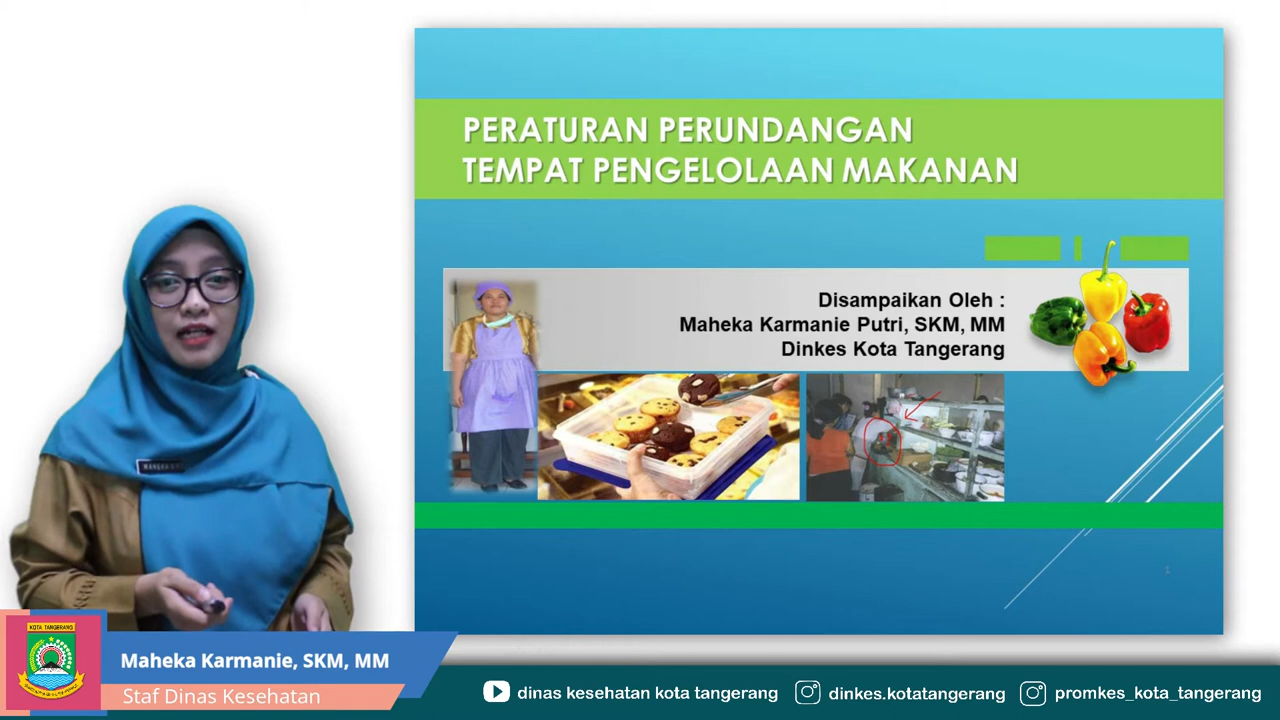 PERATURAN PERUNDANGAN
TEMPAT PENGELOLAAN MAKANAN
Disampaikan Oleh :
Maheka Karmanie Putri, SKM, MM
Dinkes Kota Tangerang
1
KOTA TANGERANG
Maheka Karmanie, SKM, MM
Staf Dinas Kesehatan
dinas kesehatan kota tangerang
dinkes.kotatangerang
promkes_kota_tangerang